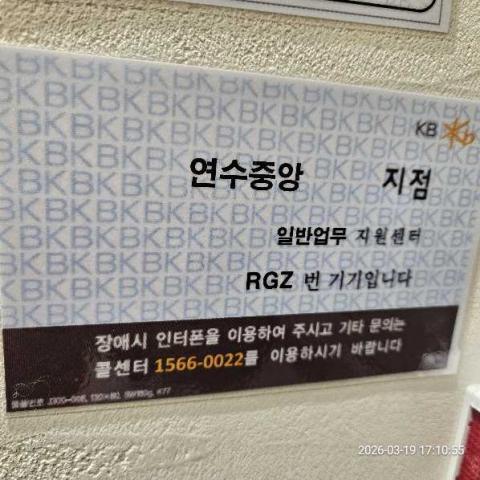 KB
연수중앙 지점
일반업무 지원센터
RGZ 번 기기입니다
장애시 인터폰을 이용하여 주시고 기타 문의는
콜센터 1566-0022를 이용하시기 바랍니다
2026-03-19 17:10:55